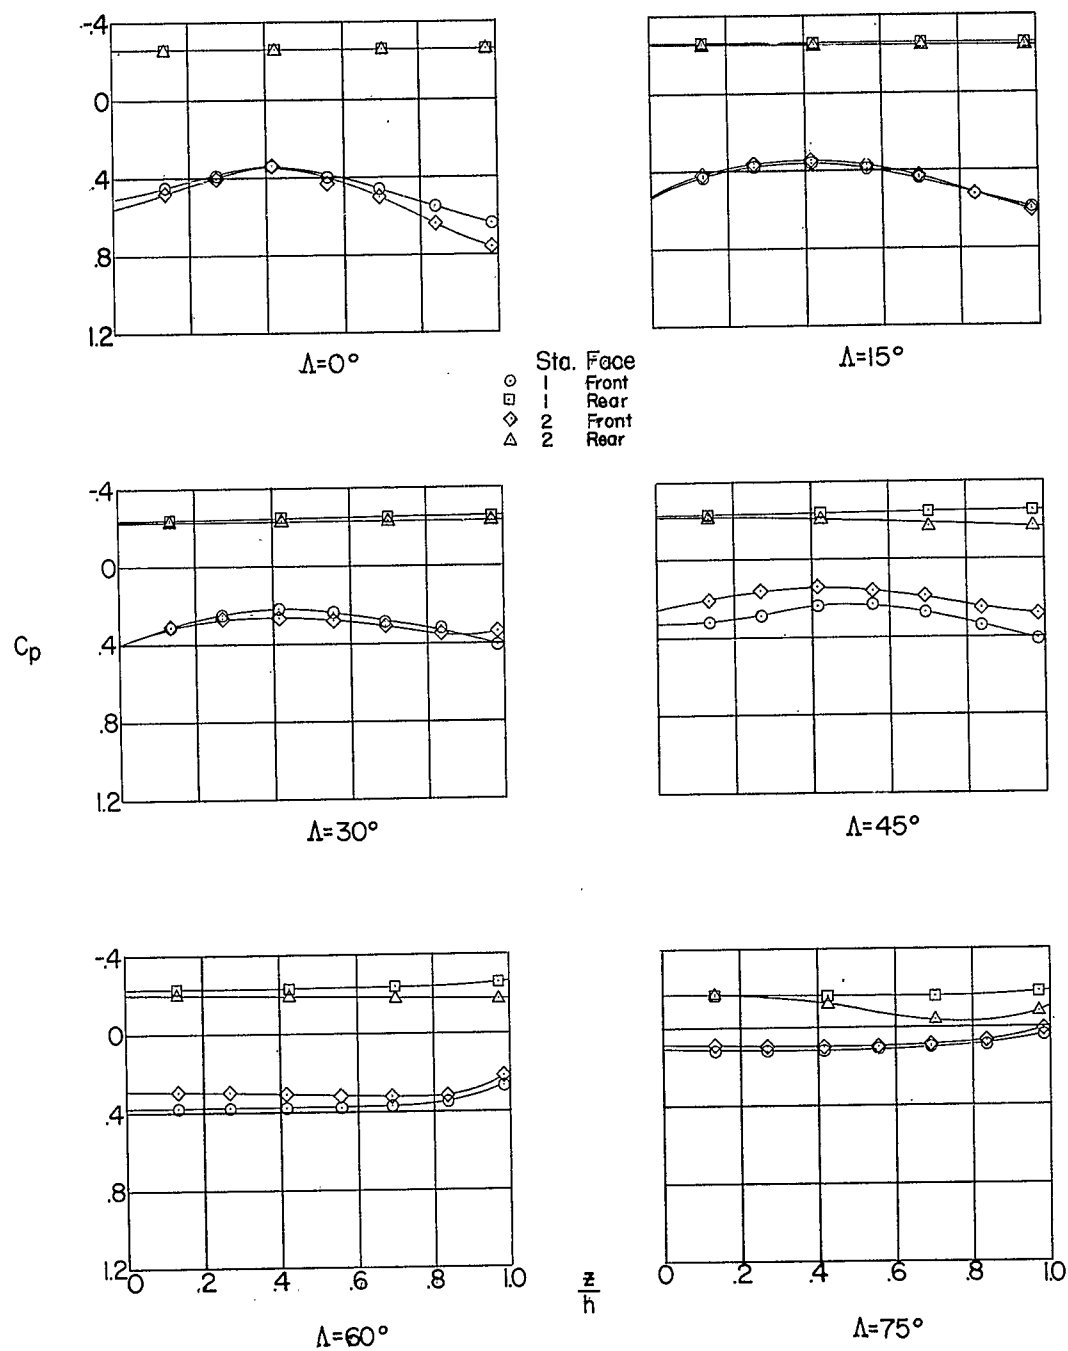 -.4
0
.4
.8
1.2
Λ=0°
Λ=15°
Sta. Face
1 Front
1 Rear
2 Front
2 Rear
-.4
0
.4
.8
1.2
Cp
Λ=30°
Λ=45°
-.4
0
.4
.8
1.2
0 .2 .4 .6 .8 1.0
z/h
0 .2 .4 .6 .8 1.0
Λ=60°
Λ=75°